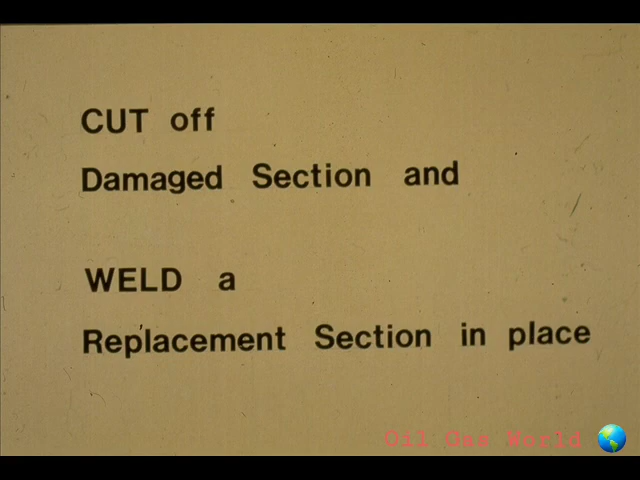 CUT off
Damaged Section and
WELD a
Replacement Section in place
Oil Gas World